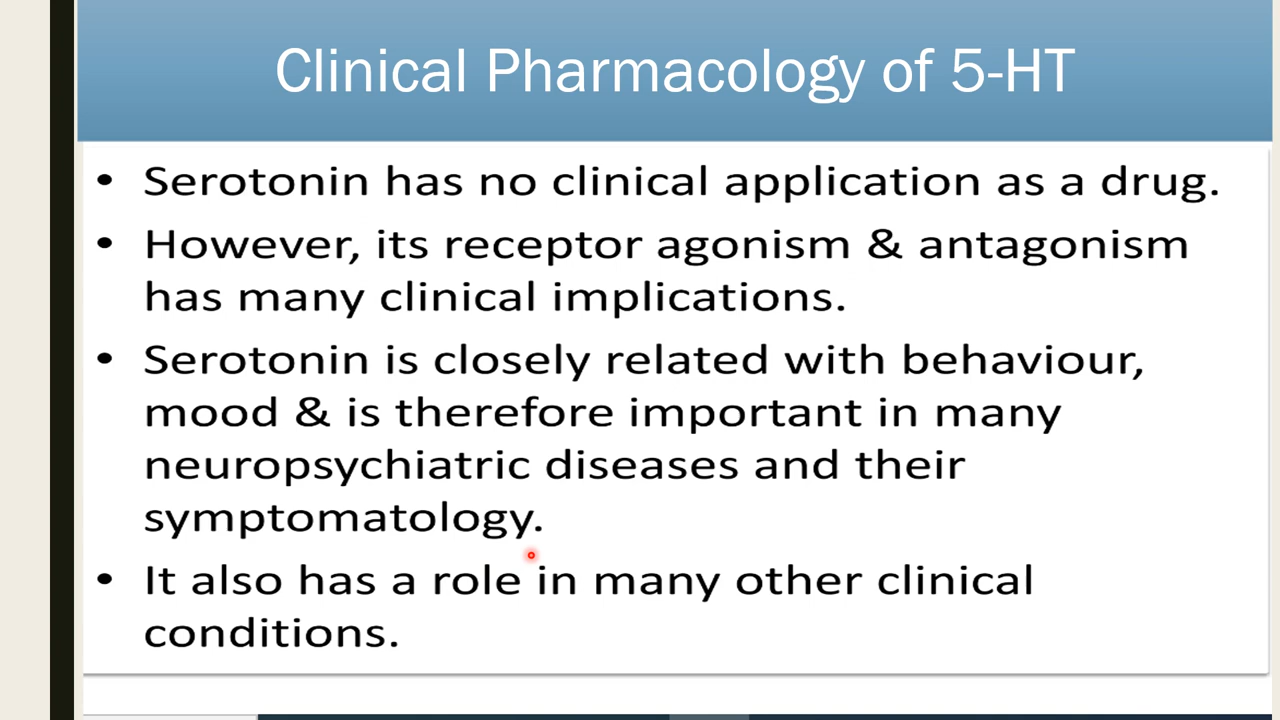 Clinical Pharmacology of 5-HT
• Serotonin has no clinical application as a drug.
• However, its receptor agonism & antagonism
has many clinical implications.
• Serotonin is closely related with behaviour,
mood & is therefore important in many
neuropsychiatric diseases and their
symptomatology.
• It also has a role in many other clinical
conditions.